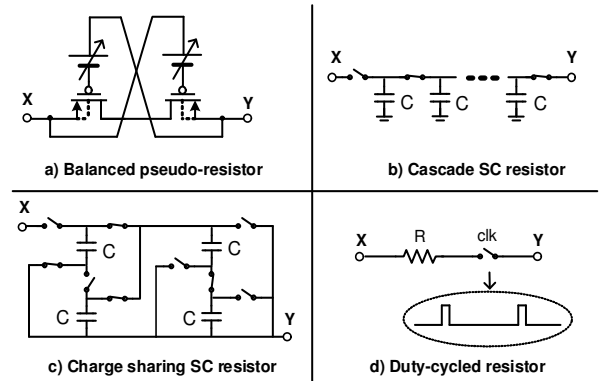 X
Y
a) Balanced pseudo-resistor
X
Y
C
C
C
b) Cascade SC resistor
X
C
C
C
C
Y
c) Charge sharing SC resistor
X
R
clk
Y
d) Duty-cycled resistor